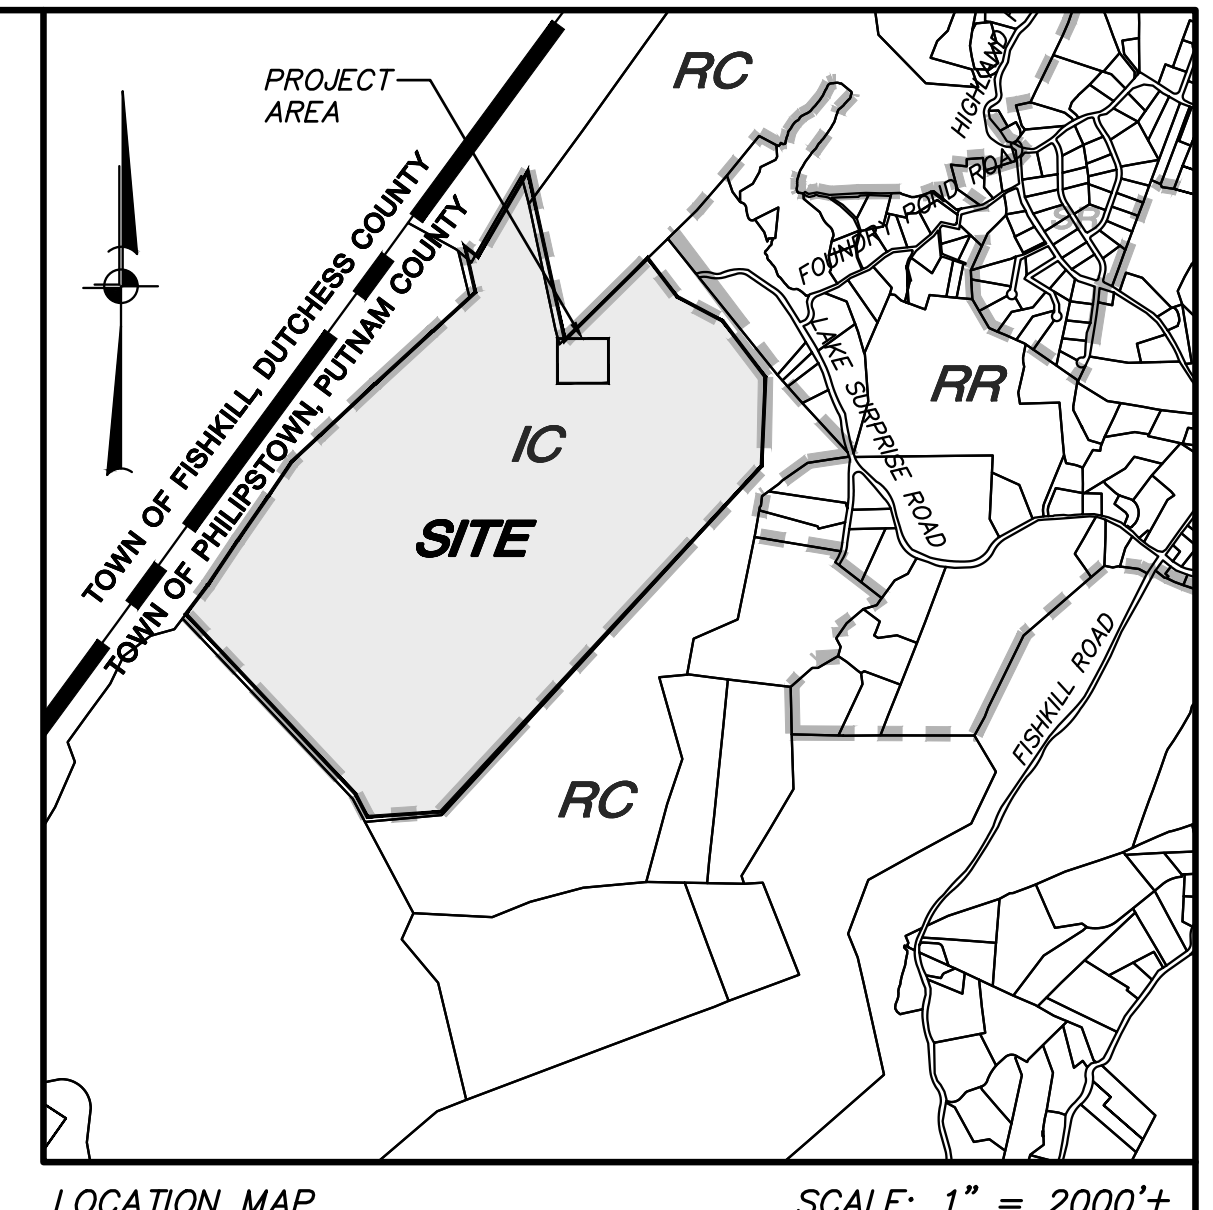 PROJECT
AREA
RC
HIGHLAND
FOUNDRY POND ROAD
SR
TOWN OF FISHKILL, DUTCHESS COUNTY
TOWN OF PHILIPSTOWN, PUTNAM COUNTY
LAKE SURPRISE ROAD
RR
IC
SITE
FISHKILL ROAD
RC
LOCATION MAP
SCALE: 1" = 2000'±